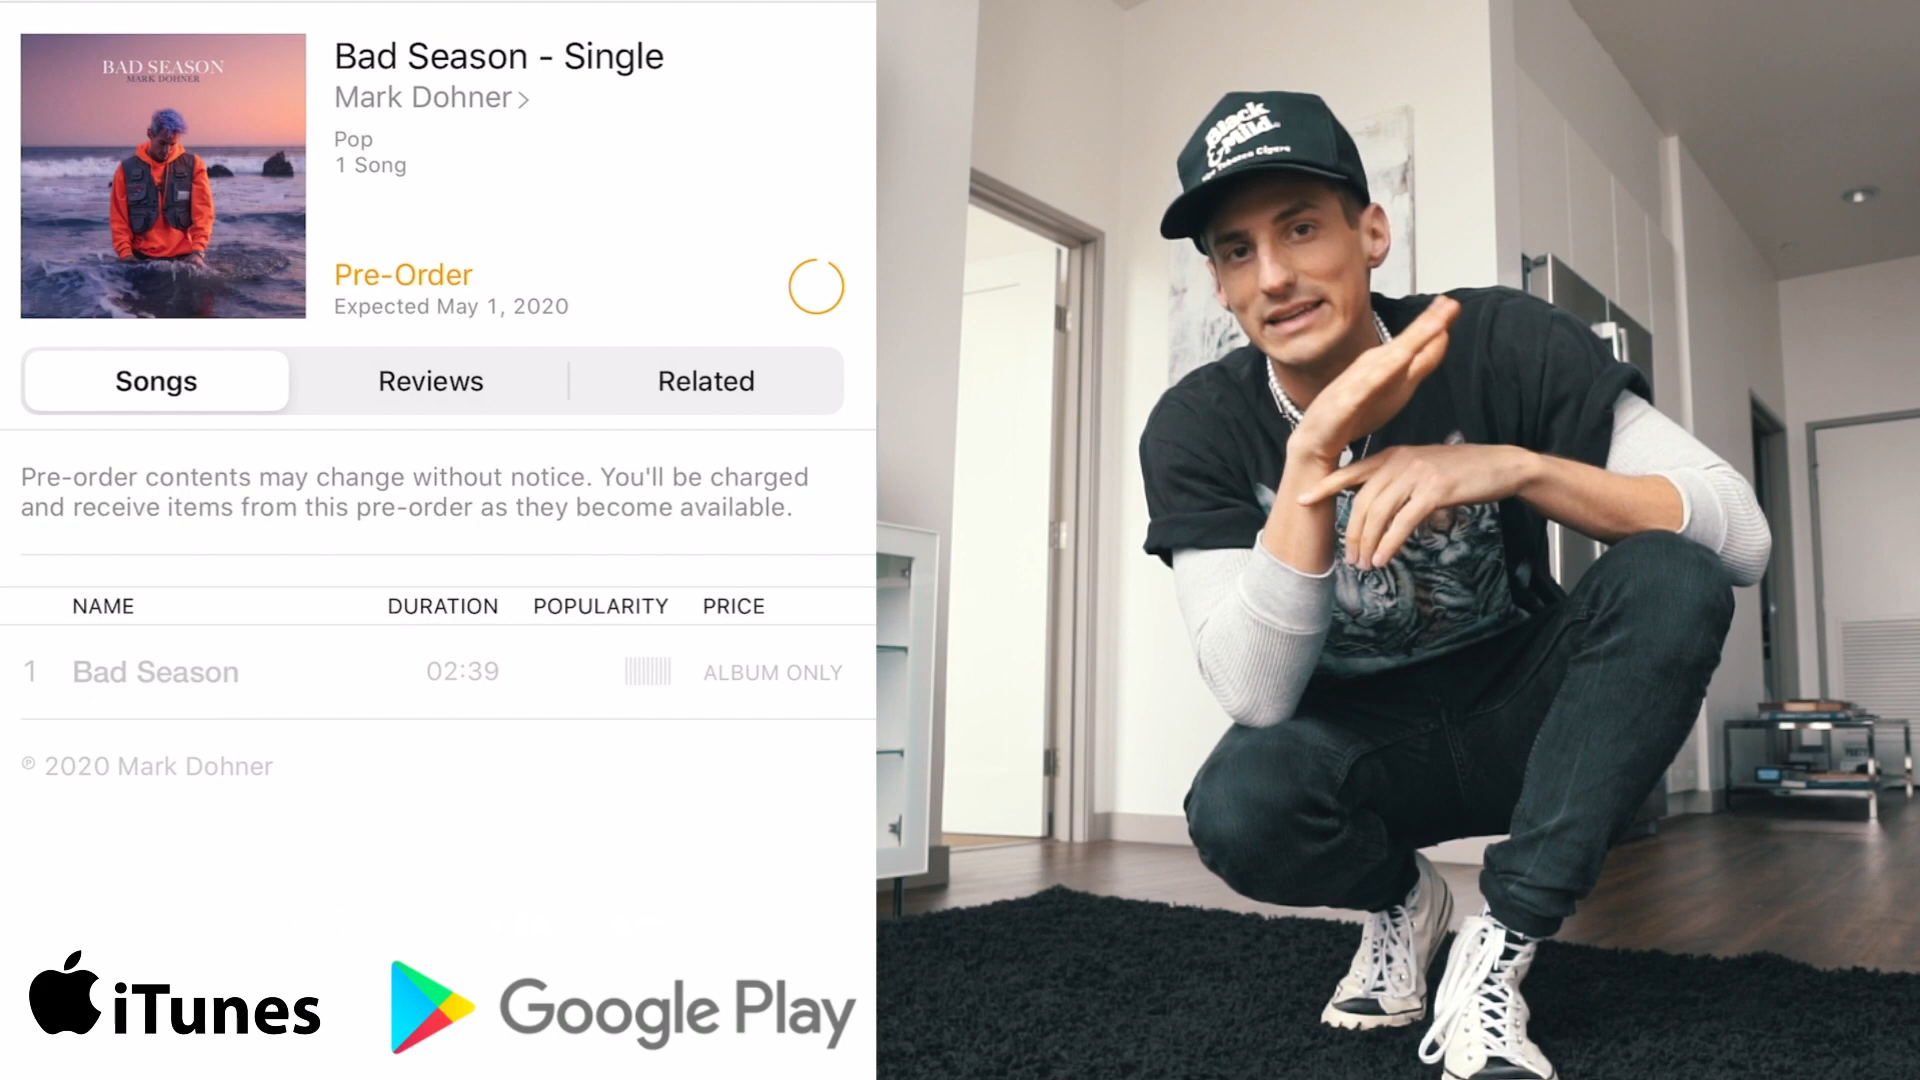 BAD SEASON
MARK DOHNER
Bad Season - Single
Mark Dohner
Pop
1 Song
Pre-Order
Expected May 1, 2020
Songs
Reviews
Related
Pre-order contents may change without notice. You'll be charged
and receive items from this pre-order as they become available.
NAME DURATION POPULARITY PRICE
1 Bad Season 02:39 ALBUM ONLY
℗ 2020 Mark Dohner
iTunes
Google Play
Black
& Mild®
Tobacco Cigars